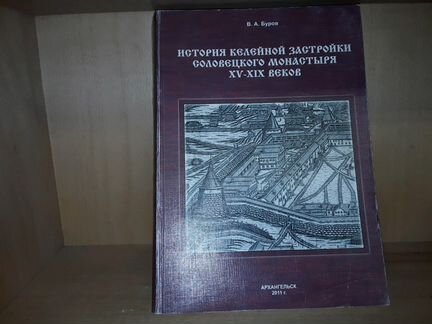 В. А. Буров
ИСТОРИЯ КЕЛЕЙНОЙ ЗАСТРОЙКИ
СОЛОВЕЦКОГО МОНАСТЫРЯ
XV-XIX ВЕКОВ
АРХАНГЕЛЬСК
2011 г.